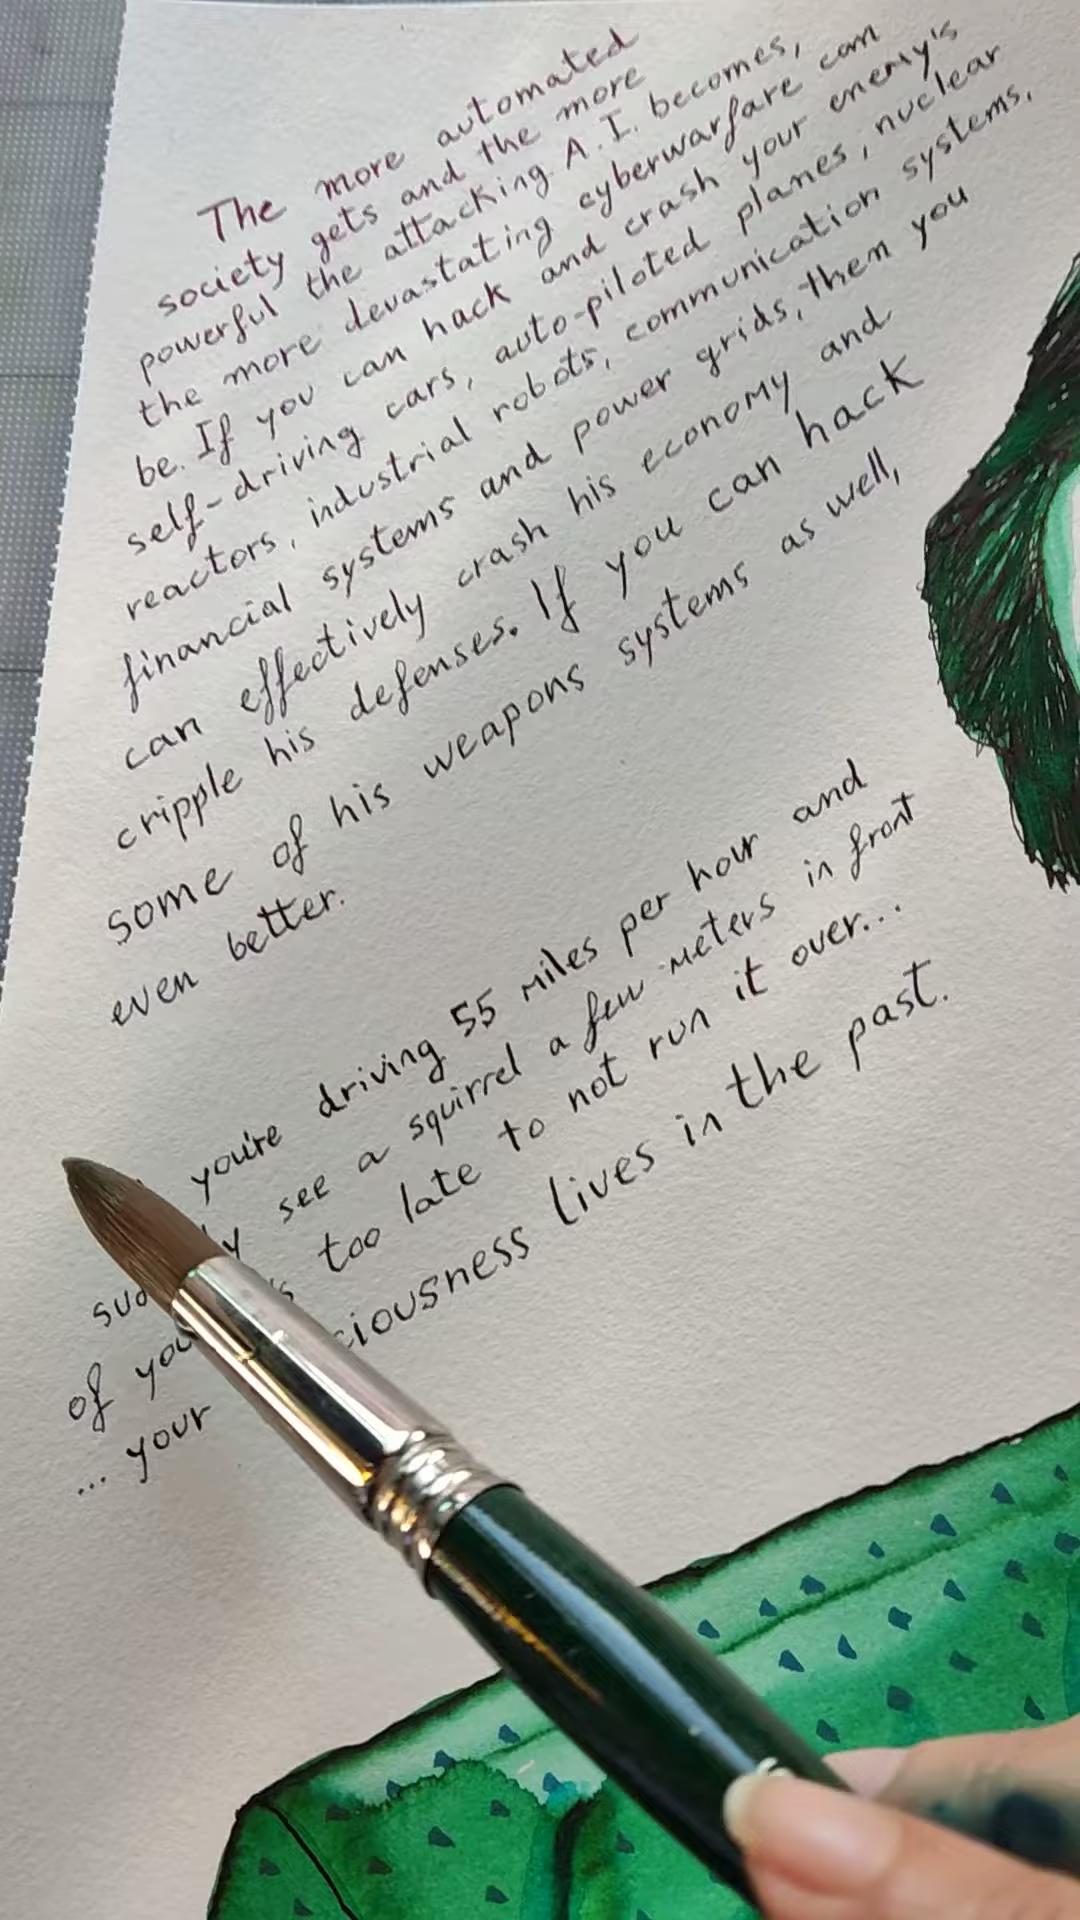 The more automated
society gets and the more
powerful the attacking A.I. becomes,
the more devastating cyberwarfare can
be. If you can hack and crash your enemy's
self-driving cars, auto-piloted planes, nuclear
reactors, industrial robots, communication systems,
financial systems and power grids, then you
can effectively crash his economy and
cripple his defenses. If you can hack
some of his weapons systems as well,
even better.
you're driving 55 miles per hour and
see a squirrel a few meters in front
of too late to not run it over...
... your lives in the past.